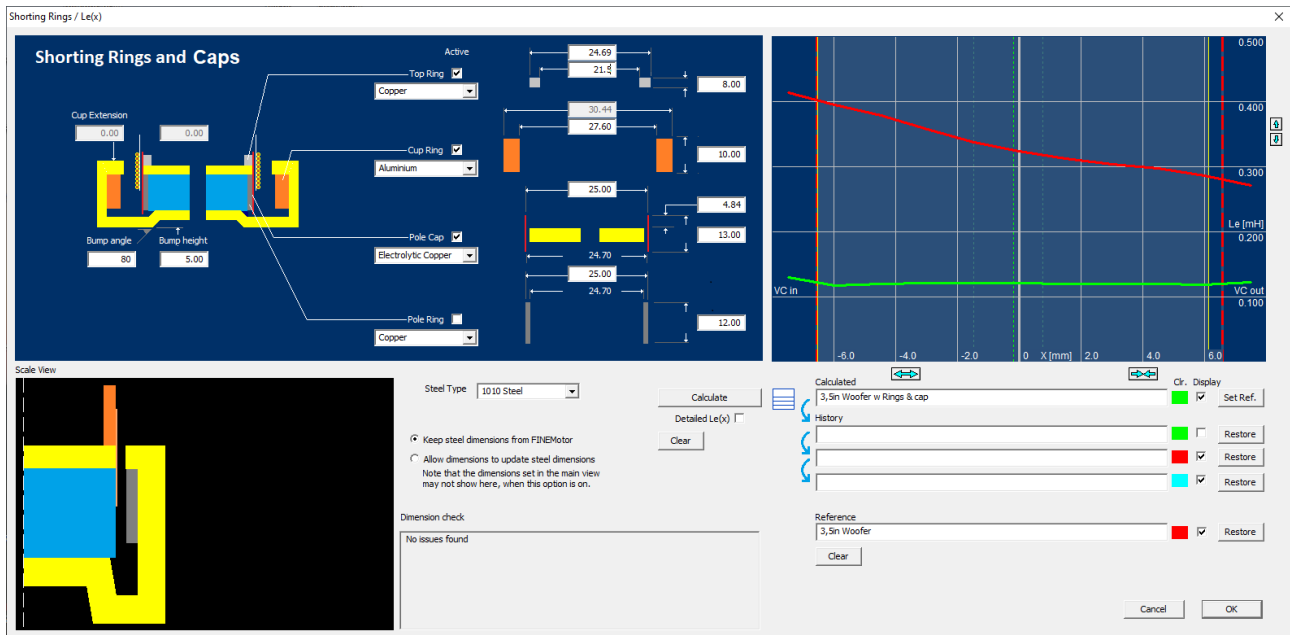 Shorting Rings / Le(x)
Shorting Rings and Caps
Active
Top Ring
Copper
24.69
21.5
8.00
Cup Extension
0.00
0.00
Cup Ring
Aluminium
30.44
27.60
10.00
Pole Cap
Electrolytic Copper
25.00
4.84
13.00
24.70
Bump angle
Bump height
80
5.00
Pole Ring
Copper
25.00
24.70
12.00
0.500
0.400
0.300
Le [mH]
0.200
VC in
VC out
0.100
-6.0
-4.0
-2.0
0
X [mm]
2.0
4.0
6.0
Scale View
Steel Type
1010 Steel
Calculate
Detailed Le(x)
Clear
Keep steel dimensions from FINEMotor
Allow dimensions to update steel dimensions
Note that the dimensions set in the main view
may not show here, when this option is on.
Dimension check
No issues found
Calculated
Clr.
Display
3,5in Woofer w Rings & cap
Set Ref.
History
Restore
Restore
Restore
Reference
3,5in Woofer
Restore
Clear
Cancel
OK